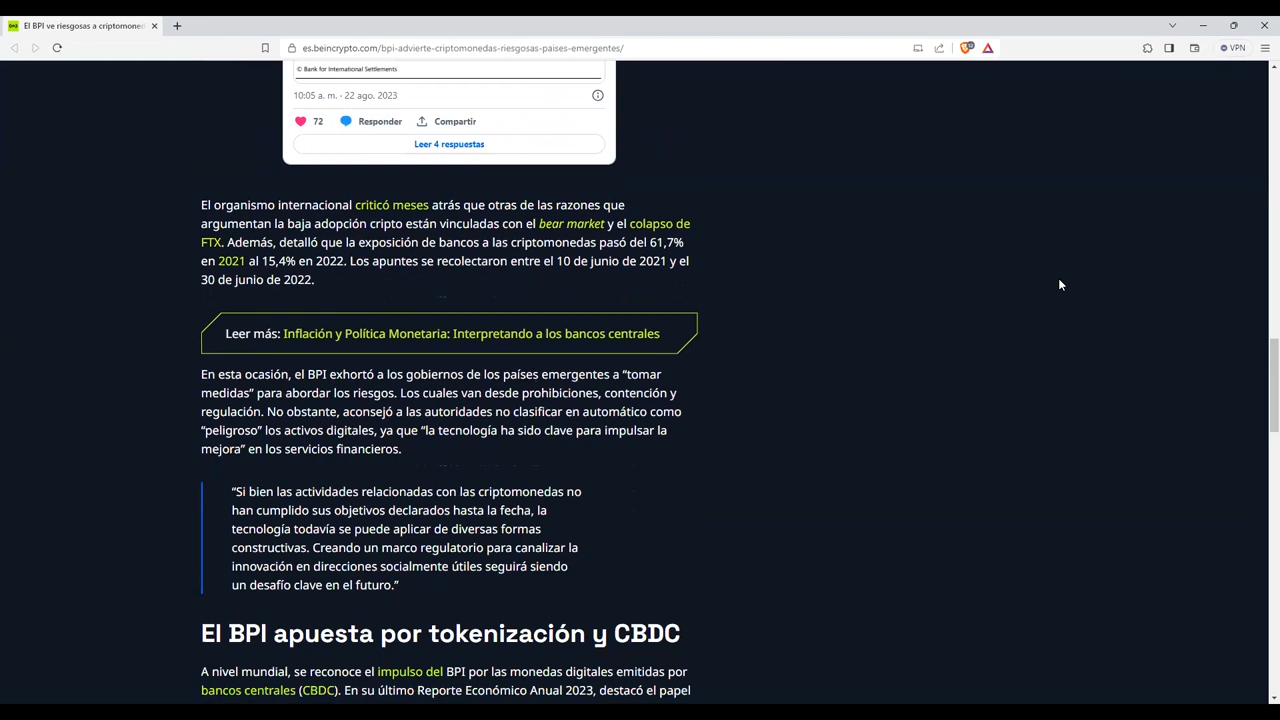 El BPI ve riesgosas a criptomoned
es.beincrypto.com/bpi-advierte-criptomonedas-riesgosas-paises-emergentes/
VPN
© Bank for International Settlements
10:05 a. m. · 22 ago. 2023
72 Responder Compartir
Leer 4 respuestas
El organismo internacional criticó meses atrás que otras de las razones que
argumentan la baja adopción cripto están vinculadas con el bear market y el colapso de
FTX. Además, detalló que la exposición de bancos a las criptomonedas pasó del 61,7%
en 2021 al 15,4% en 2022. Los apuntes se recolectaron entre el 10 de junio de 2021 y el
30 de junio de 2022.
Leer más: Inflación y Política Monetaria: Interpretando a los bancos centrales
En esta ocasión, el BPI exhortó a los gobiernos de los países emergentes a “tomar
medidas” para abordar los riesgos. Los cuales van desde prohibiciones, contención y
regulación. No obstante, aconsejó a las autoridades no clasificar en automático como
“peligroso” los activos digitales, ya que “la tecnología ha sido clave para impulsar la
mejora” en los servicios financieros.
“Si bien las actividades relacionadas con las criptomonedas no
han cumplido sus objetivos declarados hasta la fecha, la
tecnología todavía se puede aplicar de diversas formas
constructivas. Creando un marco regulatorio para canalizar la
innovación en direcciones socialmente útiles seguirá siendo
un desafío clave en el futuro.”
El BPI apuesta por tokenización y CBDC
A nivel mundial, se reconoce el impulso del BPI por las monedas digitales emitidas por
bancos centrales (CBDC). En su último Reporte Económico Anual 2023, destacó el papel